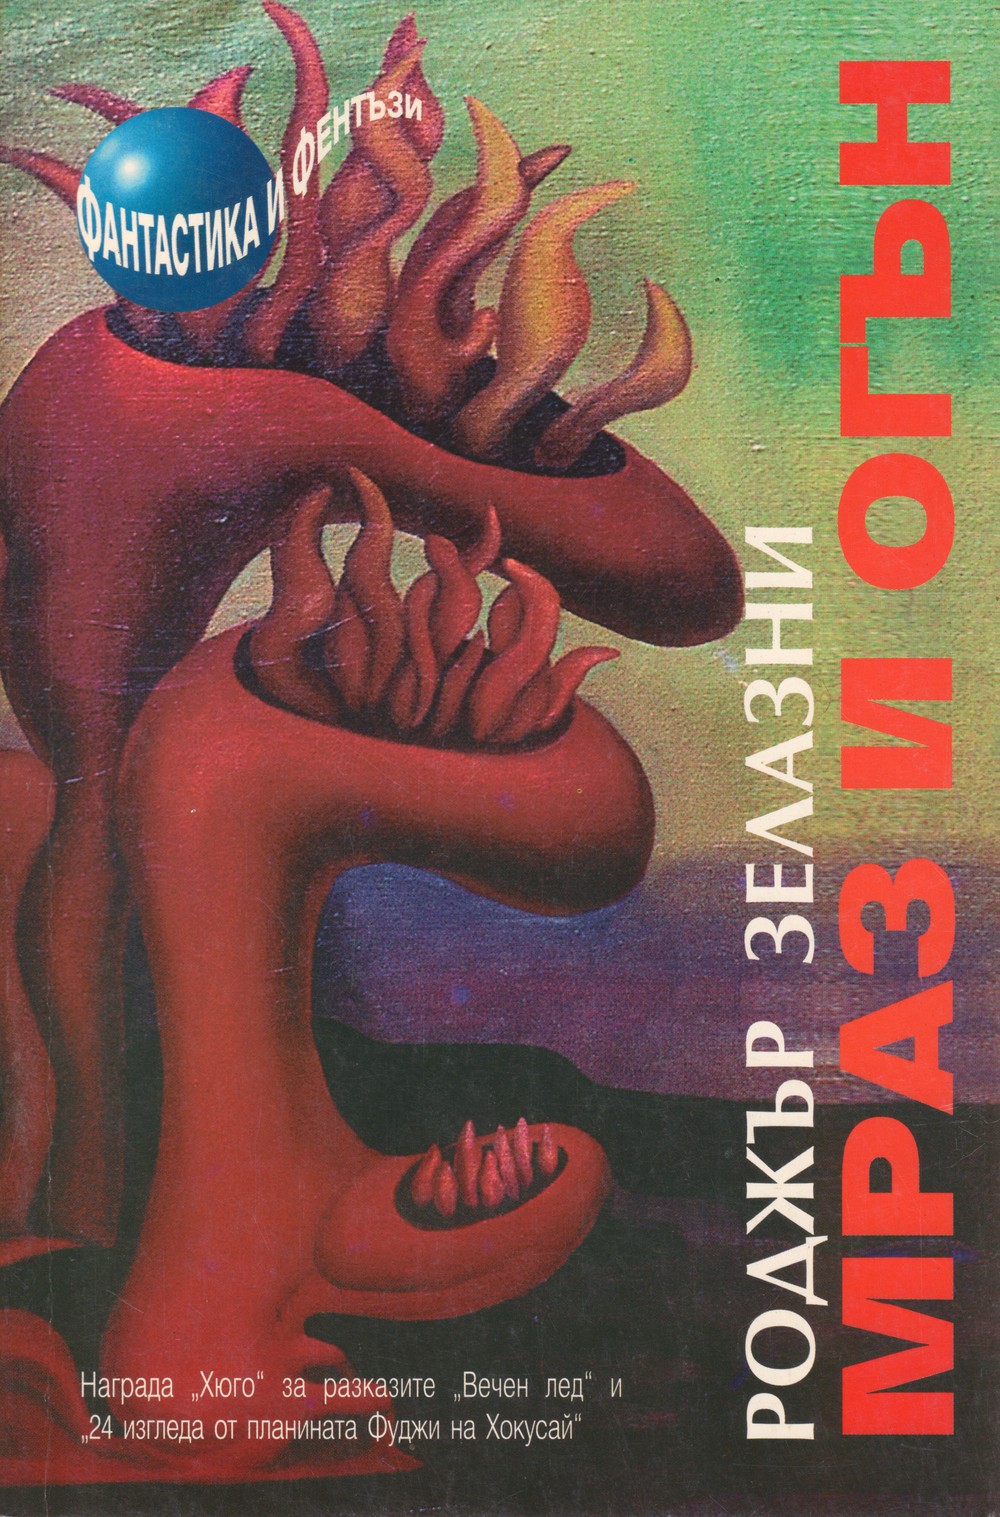 ФАНТАСТИКА И ФЕНТЪЗИ
РОДЖЪР ЗЕЛАЗНИ
МРАЗ И ОГЪН
Награда „Хюго“ за разказите „Вечен лед“ и
„24 изгледа от планината Фуджи на Хокусай“